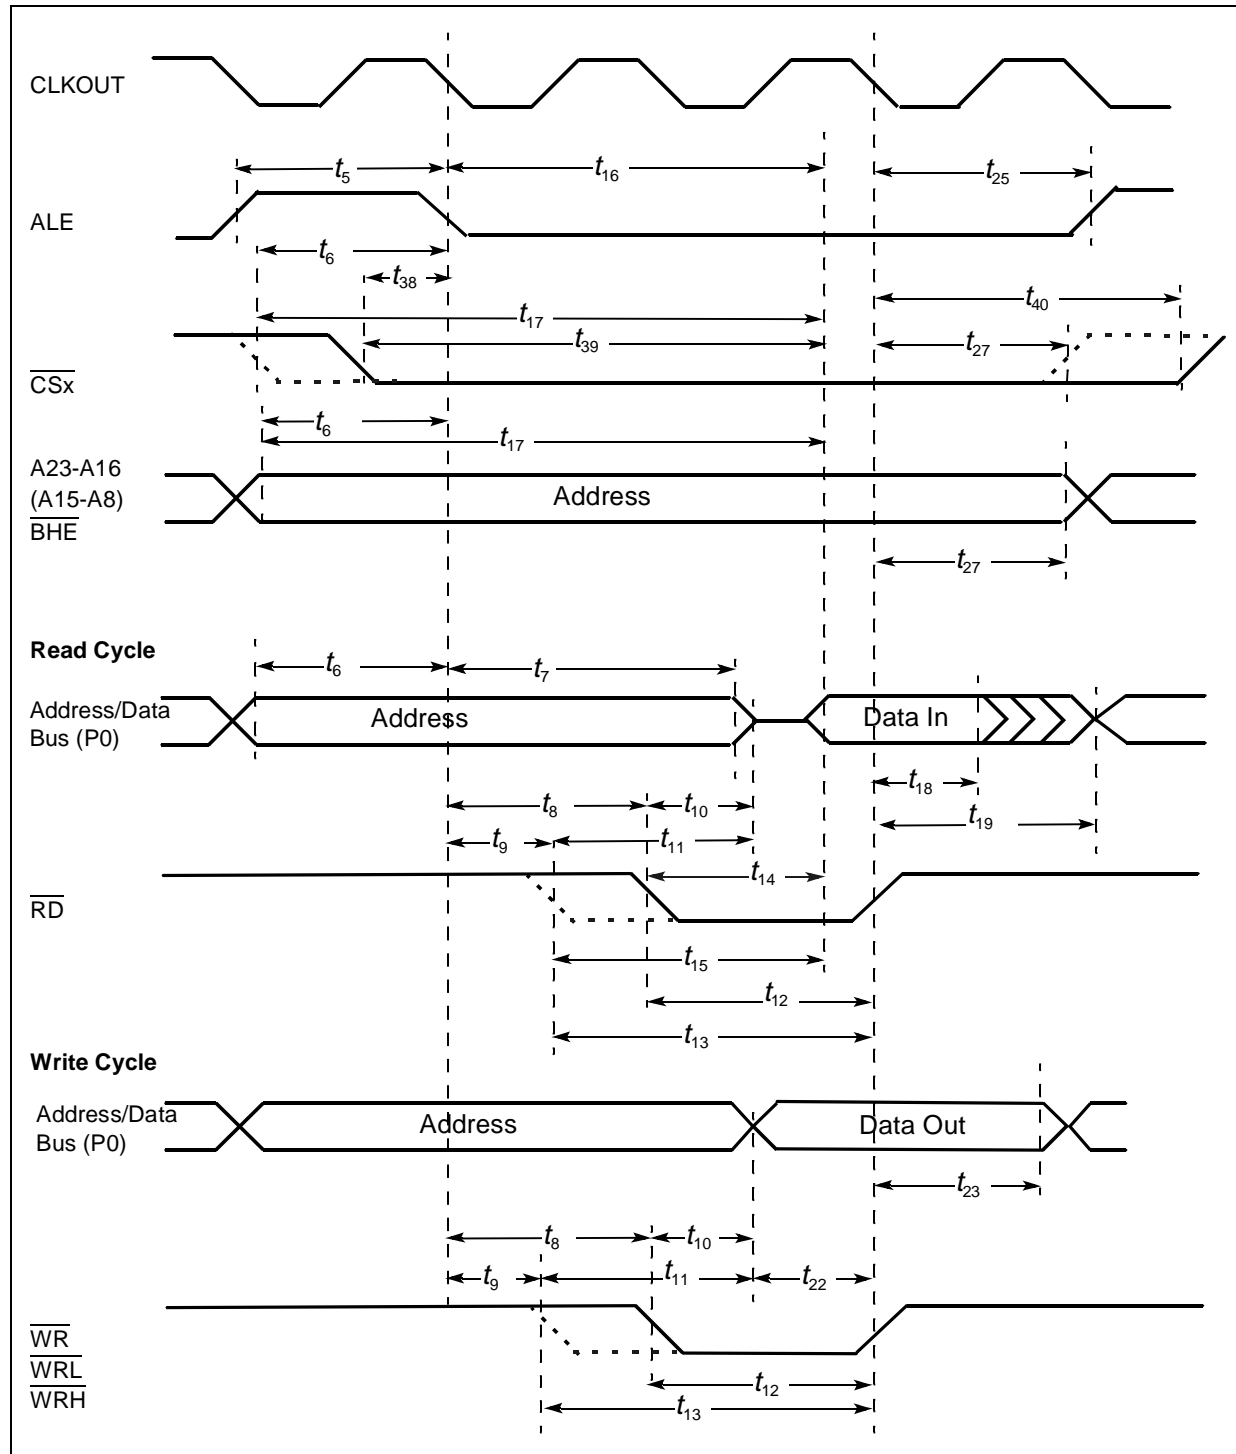 CLKOUT
t5 t16 t25
ALE
t6
t38
t40
t17
t39 t27
CSx
t6
t17
A23-A16
(A15-A8) Address
BHE
t27
Read Cycle
t6 t7
Address/Data
Bus (P0) Address Data In
t18
t8 t10
t19
t9 t11
t14
RD
t15
t12
t13
Write Cycle
Address/Data
Bus (P0) Address Data Out
t23
t8 t10
t9 t11 t22
WR
WRL
WRH
t12
t13